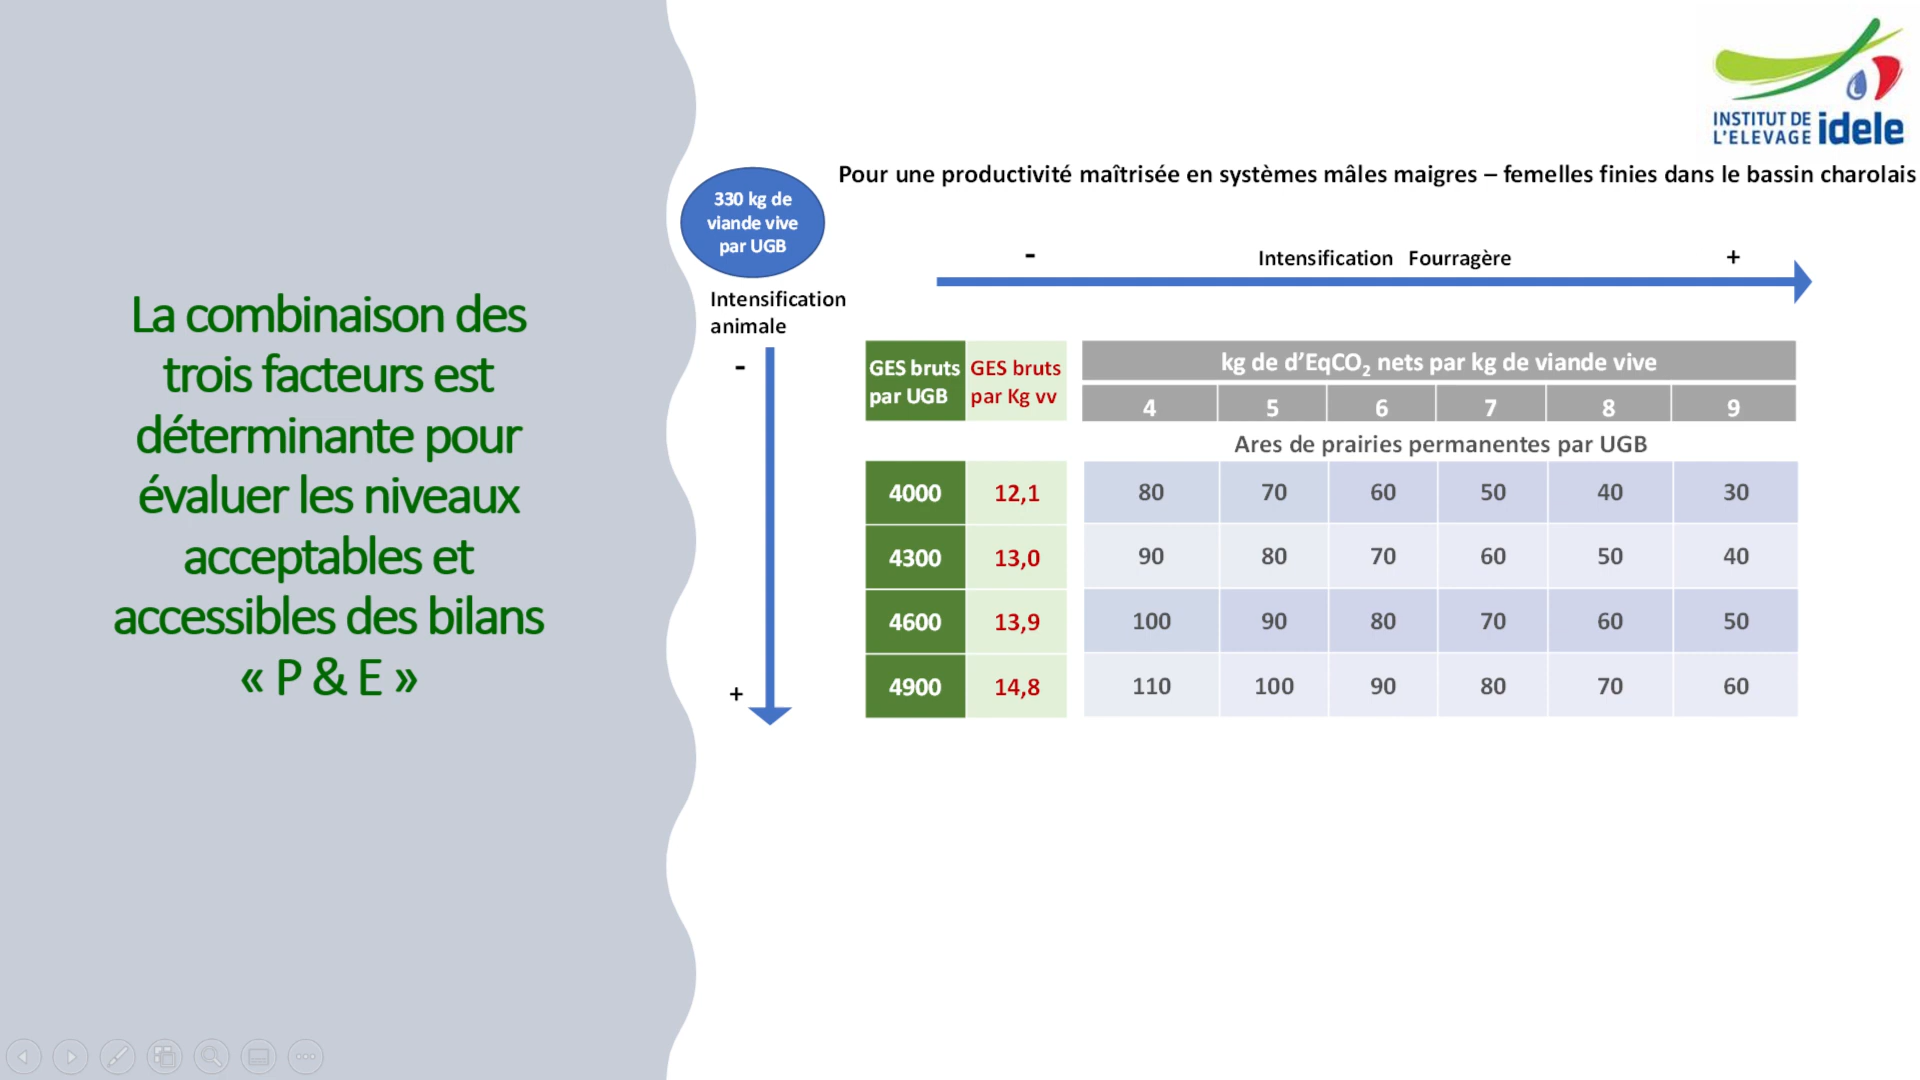 La combinaison des
trois facteurs est
déterminante pour
évaluer les niveaux
acceptables et
accessibles des bilans
« P & E »
INSTITUT DE
L'ELEVAGE idele
Pour une productivité maîtrisée en systèmes mâles maigres – femelles finies dans le bassin charolais
330 kg de
viande vive
par UGB
- Intensification Fourragère +
Intensification
animale
-
+
GES bruts
par UGB
GES bruts
par Kg vv
kg de d'EqCO₂ nets par kg de viande vive
4 5 6 7 8 9
Ares de prairies permanentes par UGB
4000 12,1 80 70 60 50 40 30
4300 13,0 90 80 70 60 50 40
4600 13,9 100 90 80 70 60 50
4900 14,8 110 100 90 80 70 60